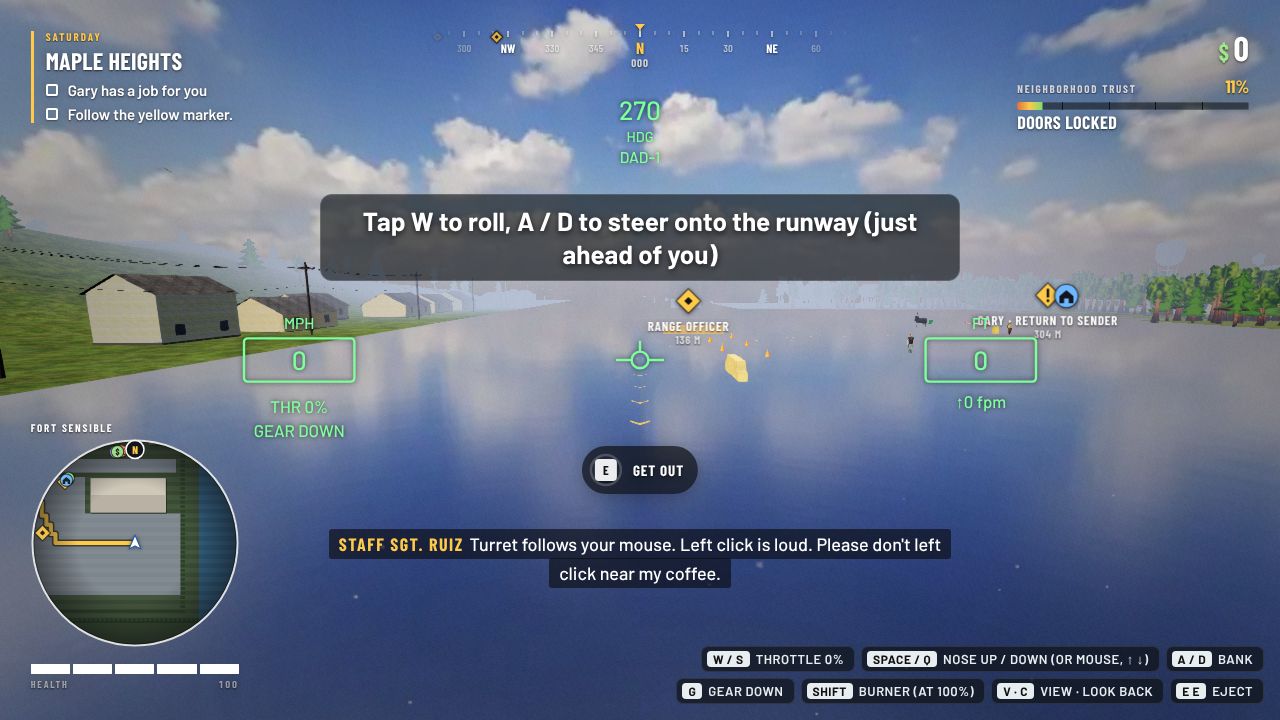 SATURDAY
MAPLE HEIGHTS
Gary has a job for you
Follow the yellow marker.
300 NW 330 345 N 15 30 NE 60
000
$ 0
NEIGHBORHOOD TRUST 11%
DOORS LOCKED
270
HDG
DAD-1
Tap W to roll, A / D to steer onto the runway (just
ahead of you)
RANGE OFFICER
136 M
GARY · RETURN TO SENDER
304 M
MPH
0
THR 0%
GEAR DOWN
0
↑0 fpm
E GET OUT
FORT SENSIBLE
$ N
STAFF SGT. RUIZ Turret follows your mouse. Left click is loud. Please don't left
click near my coffee.
HEALTH 100
W / S THROTTLE 0% SPACE / Q NOSE UP / DOWN (OR MOUSE, ↑ ↓) A / D BANK
G GEAR DOWN SHIFT BURNER (AT 100%) V · C VIEW · LOOK BACK E E EJECT